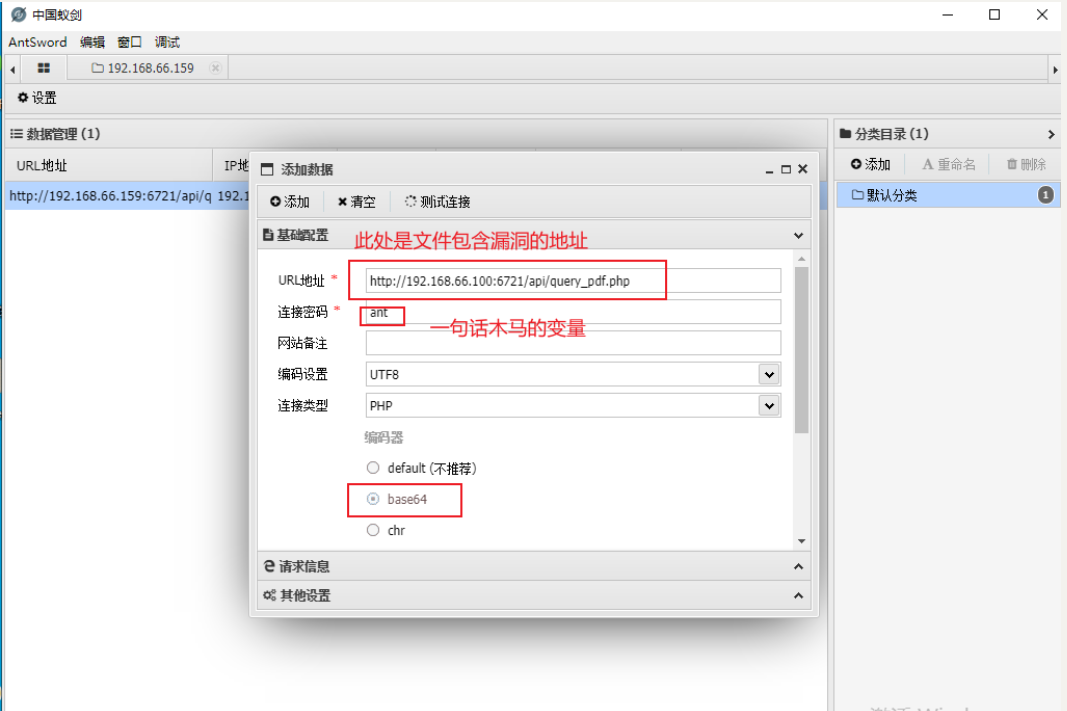 中国蚁剑
AntSword 编辑 窗口 调试
192.168.66.159
设置
数据管理 (1)
分类目录 (1)
URL地址
IP地
添加
重命名
删除
http://192.168.66.159:6721/api/q 192.1
默认分类
1
添加数据
添加 清空 测试连接
基础配置
此处是文件包含漏洞的地址
URL地址 *
http://192.168.66.100:6721/api/query_pdf.php
连接密码 *
ant
一句话木马的变量
网站备注
编码设置
UTF8
连接类型
PHP
编码器
default (不推荐)
base64
chr
请求信息
其他设置